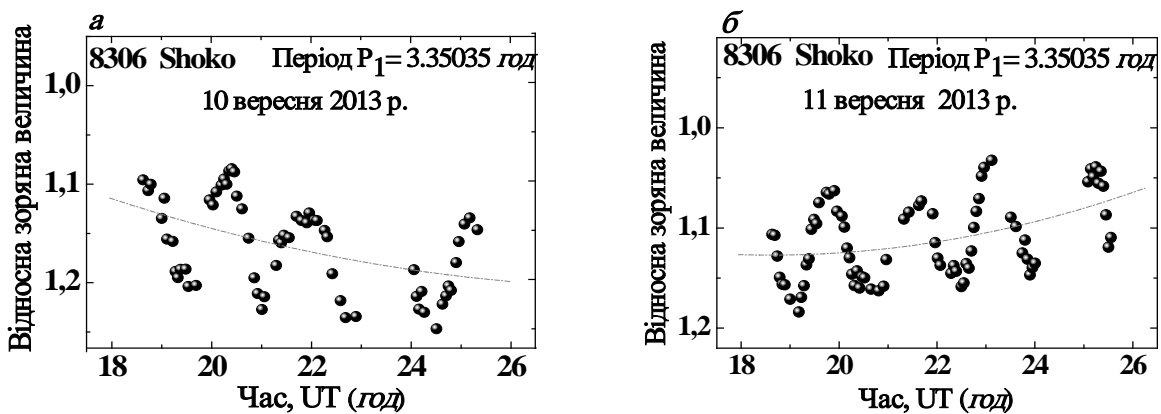 а
8306 Shoko Період P1= 3.35035 год
10 вересня 2013 р.
Відносна зоряна величина
1,0
1,1
1,2
18 20 22 24 26
Час, UT (год)
б
8306 Shoko Період P1= 3.35035 год
11 вересня 2013 р.
Відносна зоряна величина
1,0
1,1
1,2
18 20 22 24 26
Час, UT (год)